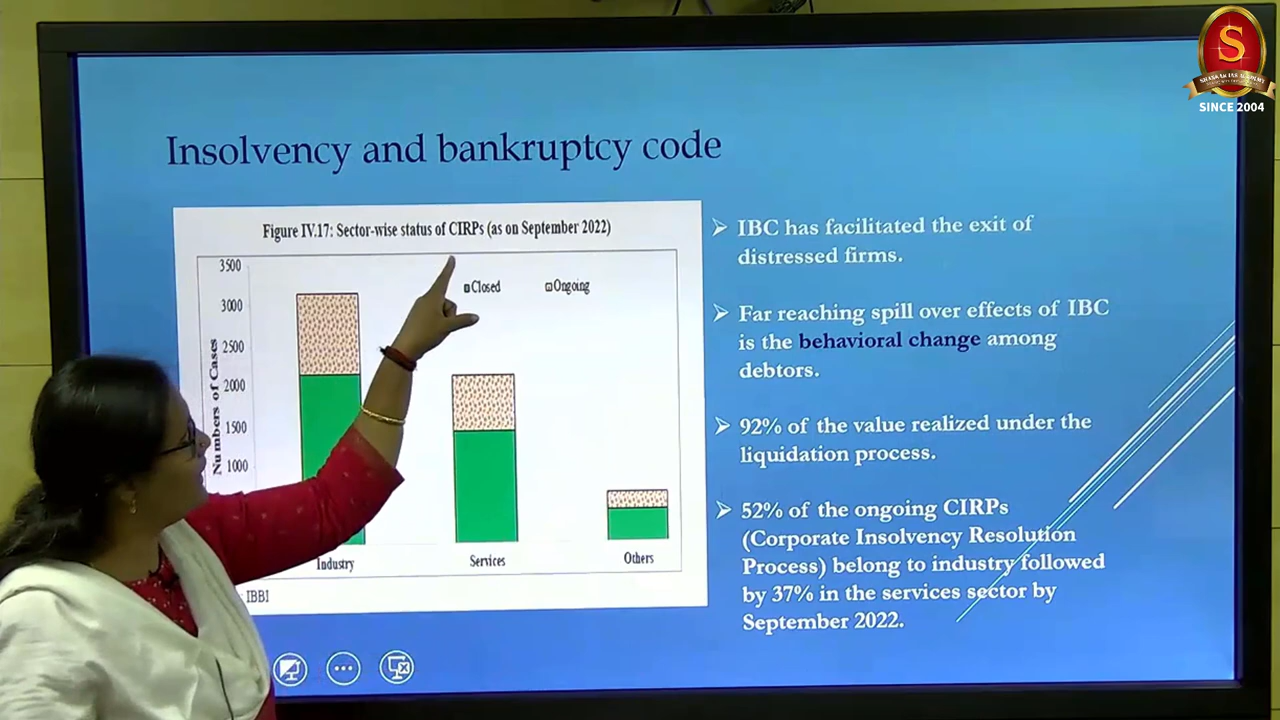 S
SHANKAR IAS ACADEMY
SINCE 2004
Insolvency and bankruptcy code
Figure IV.17: Sector-wise status of CIRPs (as on September 2022)
Closed
Ongoing
Numbers of Cases
3500
3000
2500
2000
1500
1000
Industry
Services
Others
IBBI
IBC has facilitated the exit of
distressed firms.
Far reaching spill over effects of IBC
is the behavioral change among
debtors.
92% of the value realized under the
liquidation process.
52% of the ongoing CIRPs
(Corporate Insolvency Resolution
Process) belong to industry followed
by 37% in the services sector by
September 2022.